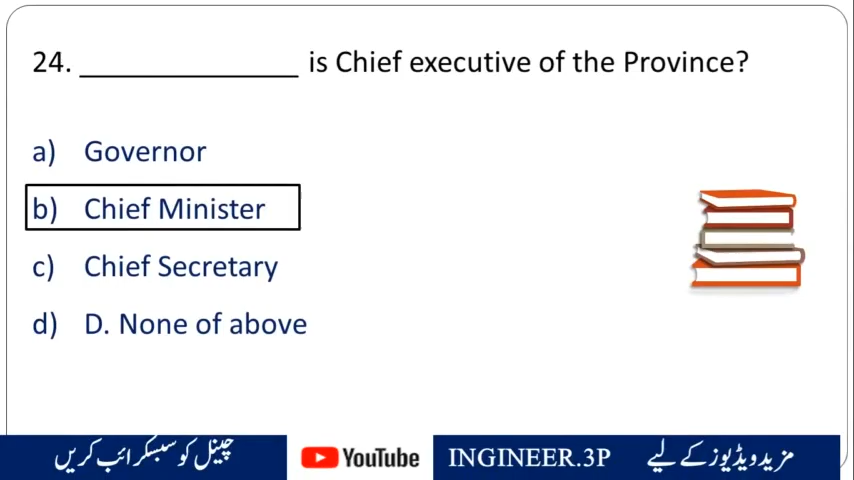 24. ______________ is Chief executive of the Province?
a) Governor
b) Chief Minister
c) Chief Secretary
d) D. None of above
چینل کو سبسکرائب کریں YouTube INGINEER.3P مزید ویڈیوز کے لیے